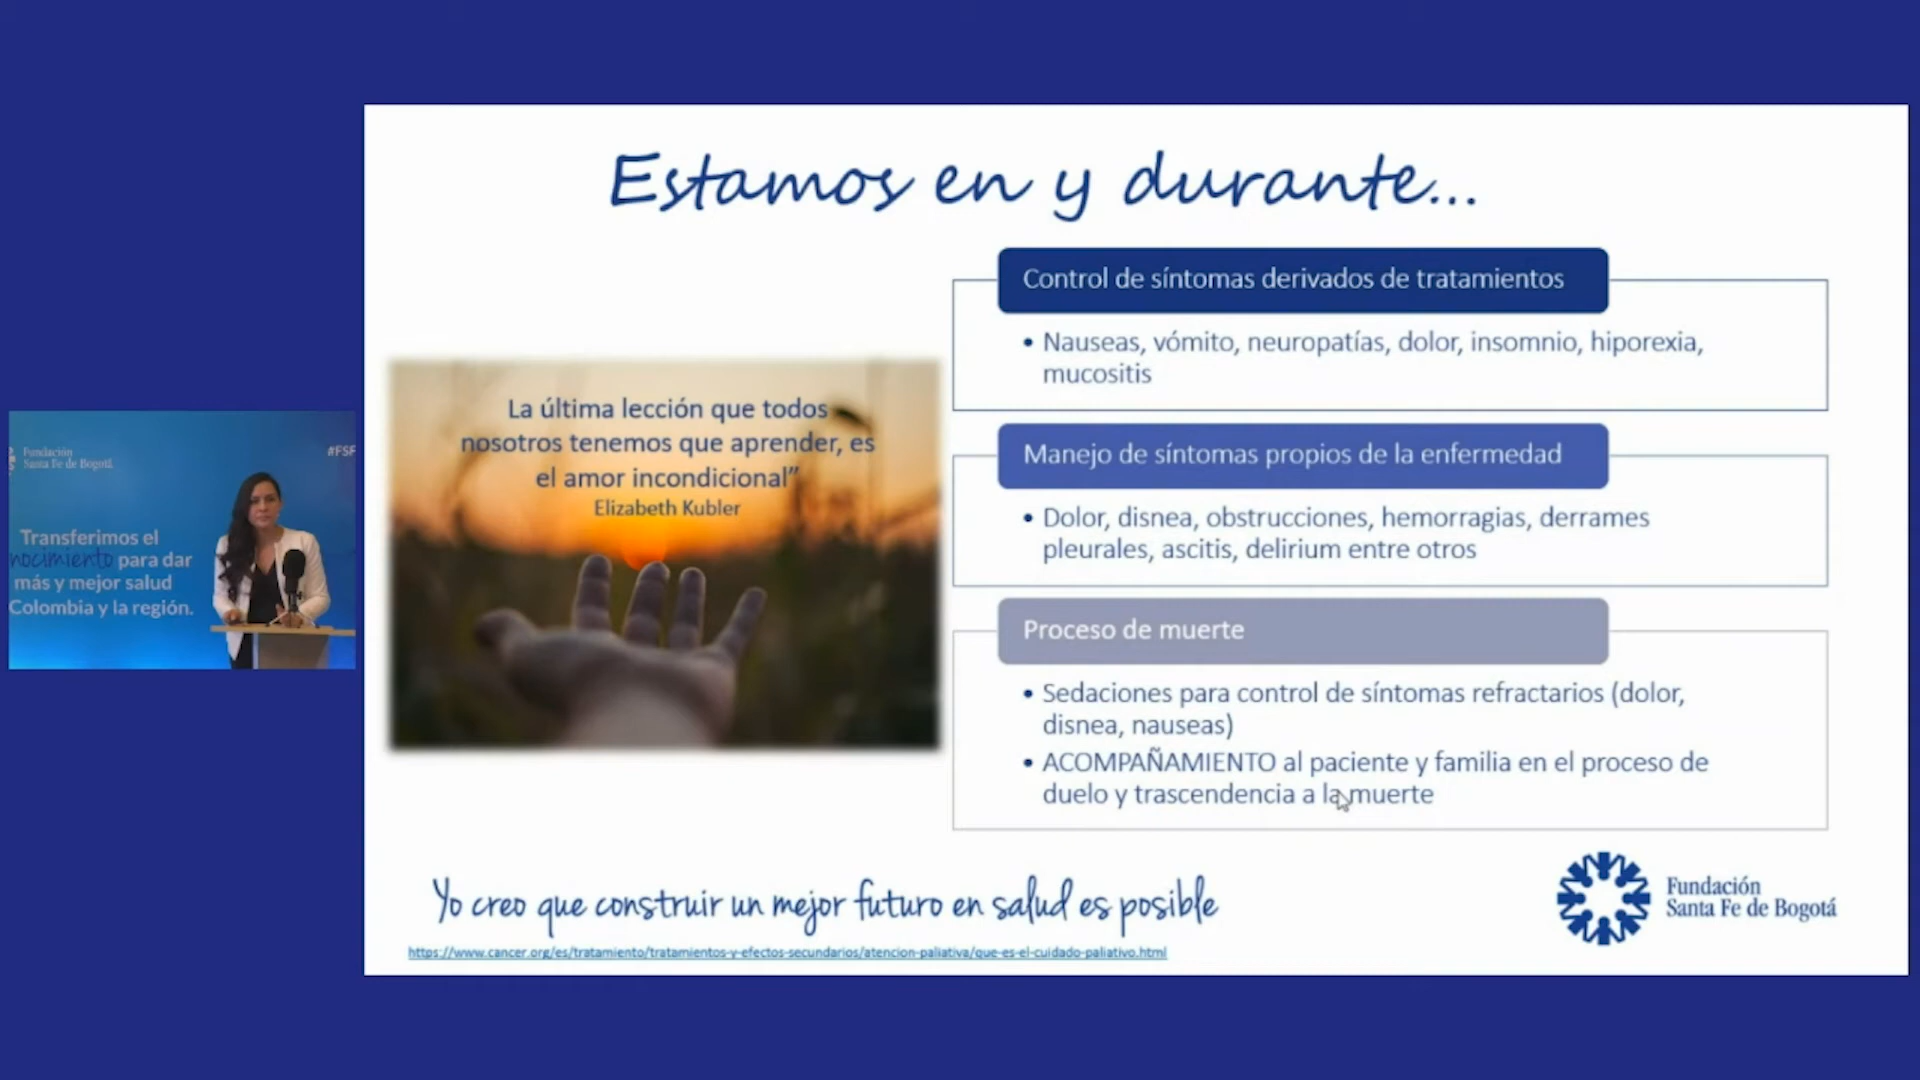 Estamos en y durante...
Control de síntomas derivados de tratamientos
• Nauseas, vómito, neuropatías, dolor, insomnio, hiporexia,
mucositis
Manejo de síntomas propios de la enfermedad
• Dolor, disnea, obstrucciones, hemorragias, derrames
pleurales, ascitis, delirium entre otros
Proceso de muerte
• Sedaciones para control de síntomas refractarios (dolor,
disnea, nauseas)
• ACOMPAÑAMIENTO al paciente y familia en el proceso de
duelo y trascendencia a la muerte
La última lección que todos
nosotros tenemos que aprender, es
el amor incondicional”
Elizabeth Kubler
Fundación
Santa Fe de Bogotá
#FSF
Transferimos el
nocimiento para dar
más y mejor salud
Colombia y la región.
Yo creo que construir un mejor futuro en salud es posible
https://www.cancer.org/es/tratamiento/tratamientos-y-efectos-secundarios/atencion-paliativa/que-es-el-cuidado-paliativo.html
Fundación
Santa Fe de Bogotá